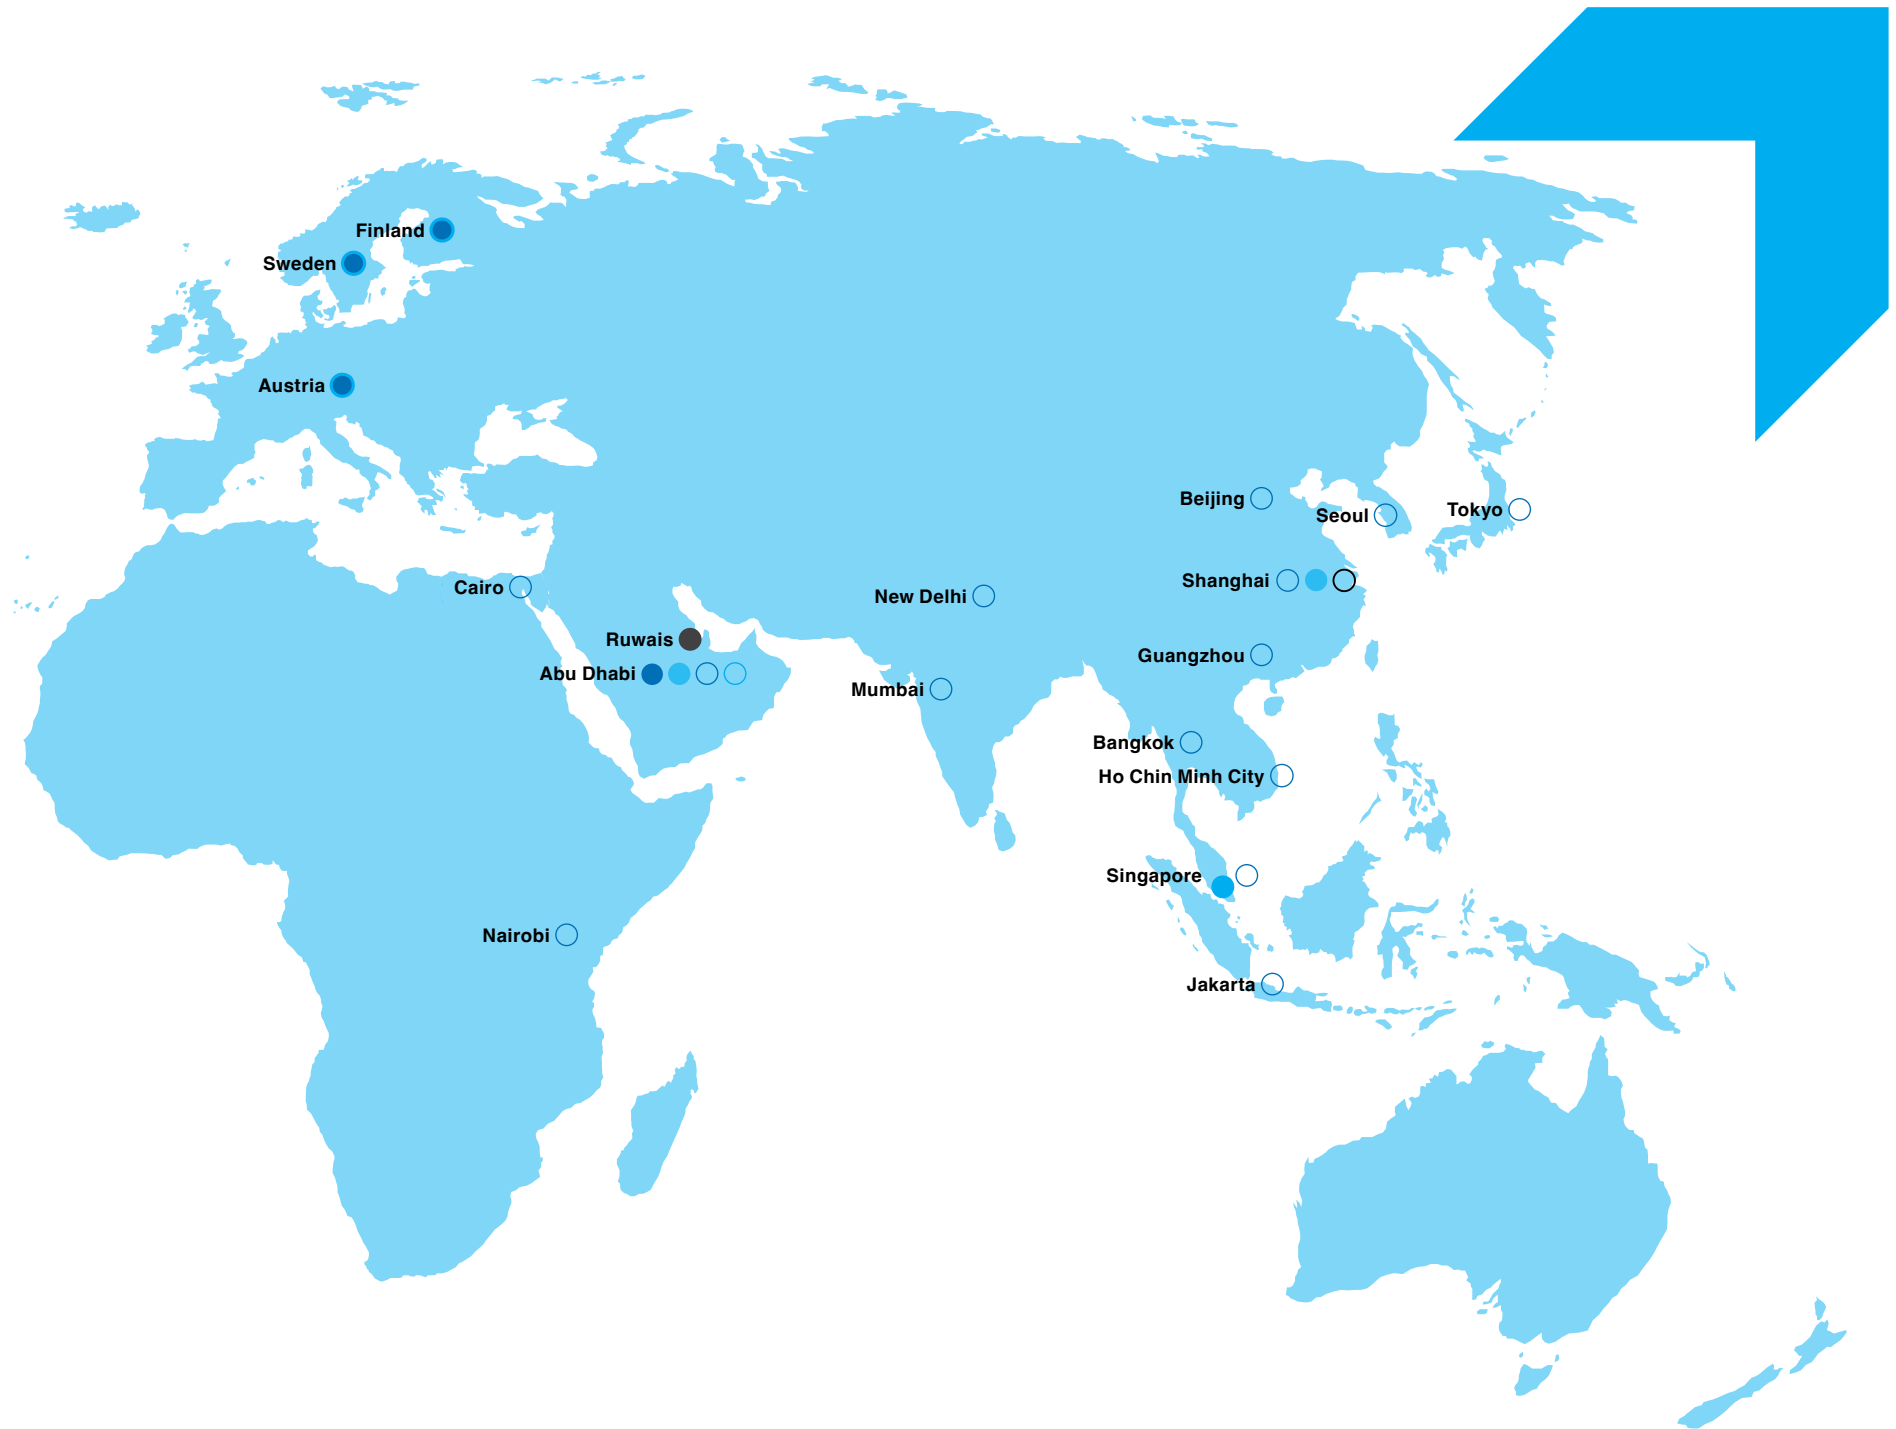 Finland
Sweden
Austria
Beijing
Seoul
Tokyo
Cairo
New Delhi
Shanghai
Ruwais
Guangzhou
Abu Dhabi
Mumbai
Bangkok
Ho Chin Minh City
Singapore
Nairobi
Jakarta